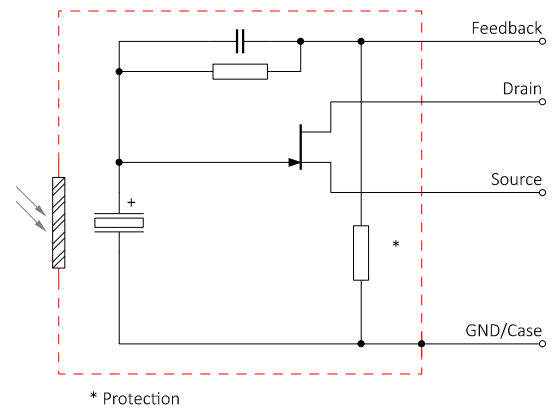 Feedback
Drain
+
Source
*
GND/Case
* Protection